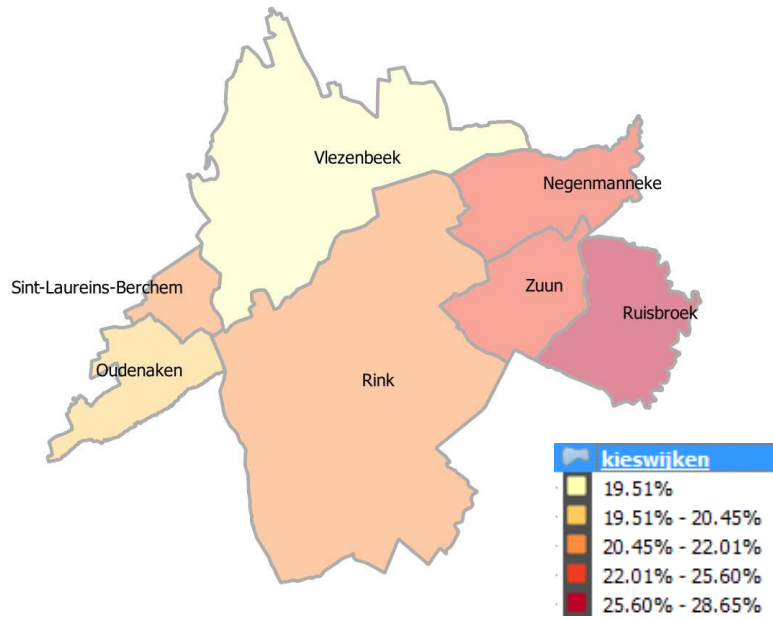 Vlezenbeek
Negenmanneke
Sint-Laureins-Berchem
Zuun
Ruisbroek
Oudenaken
Rink
kieswijken
19.51%
19.51% - 20.45%
20.45% - 22.01%
22.01% - 25.60%
25.60% - 28.65%